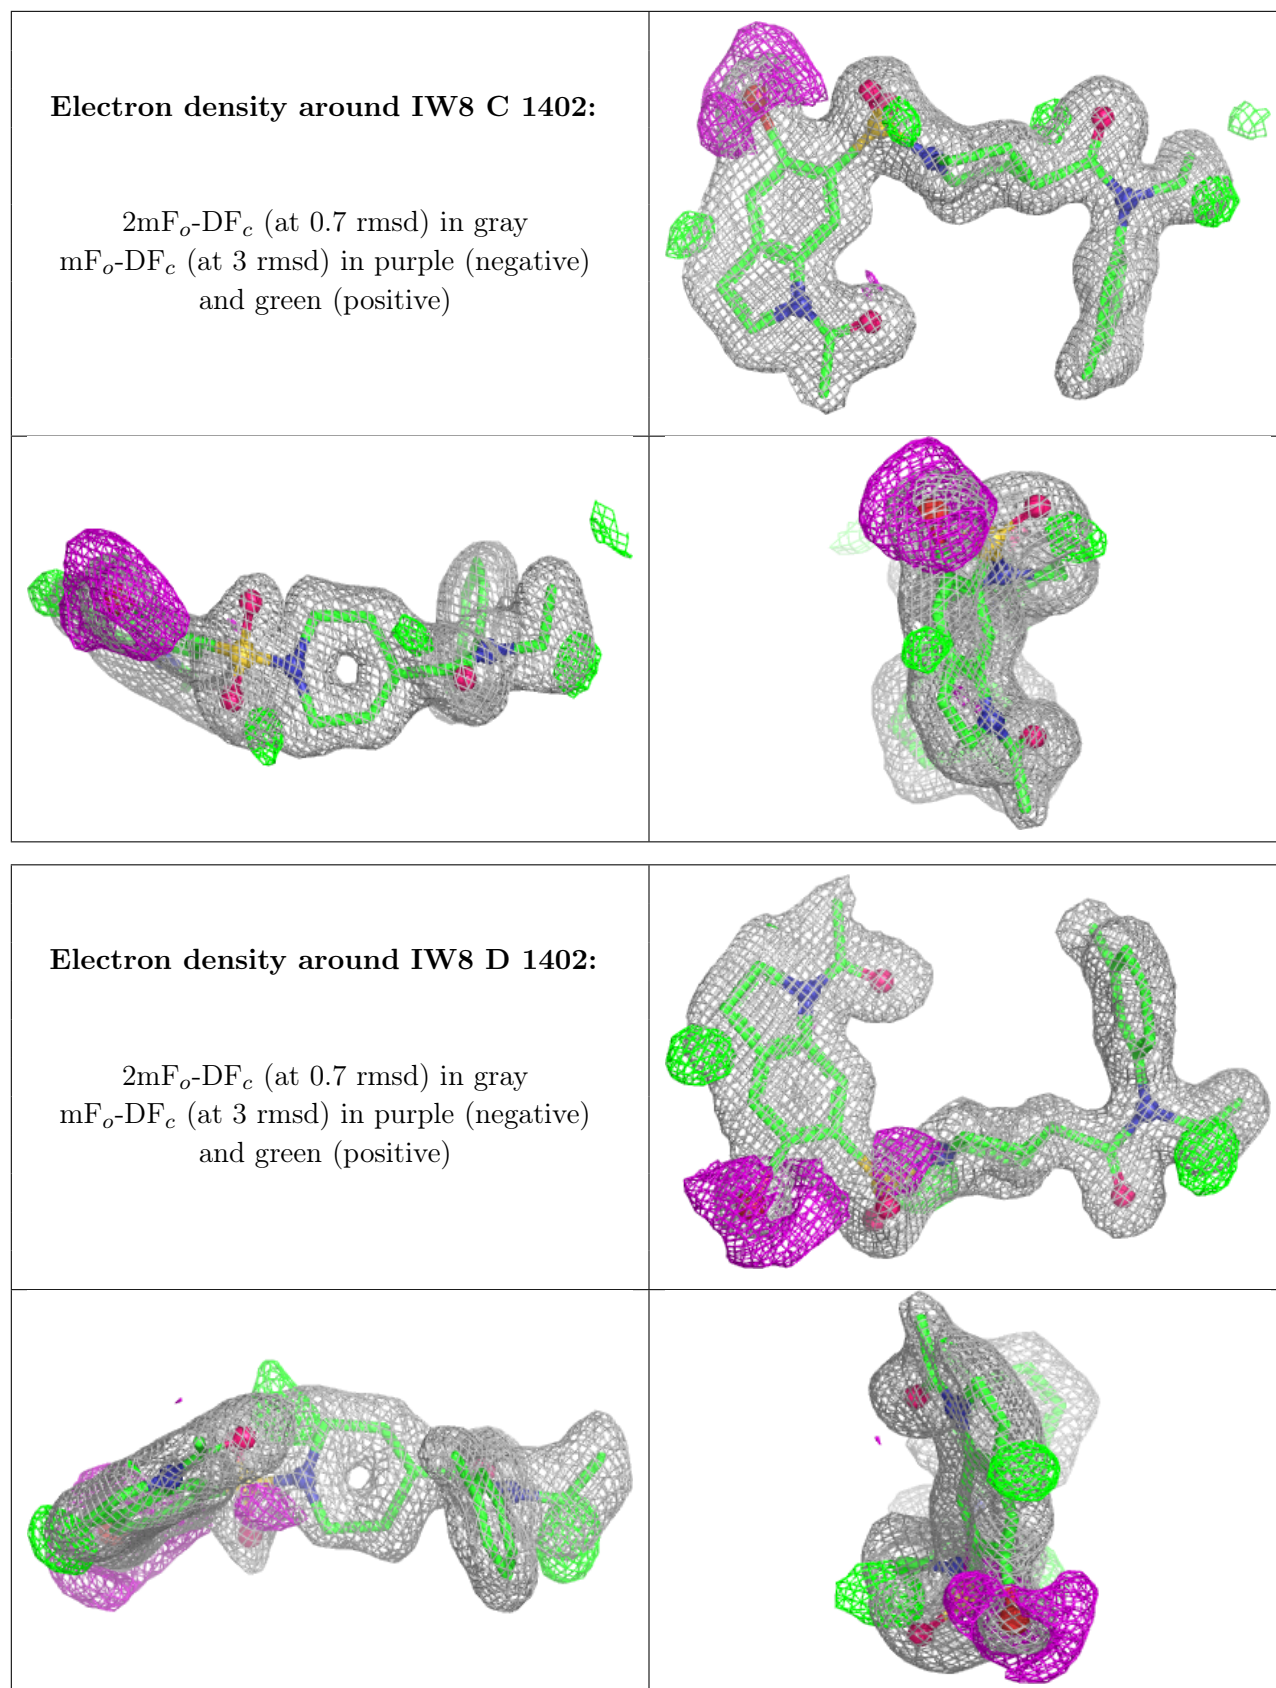 Electron density around IW8 C 1402:
2mFo-DFc (at 0.7 rmsd) in gray
mFo-DFc (at 3 rmsd) in purple (negative)
and green (positive)
Electron density around IW8 D 1402:
2mFo-DFc (at 0.7 rmsd) in gray
mFo-DFc (at 3 rmsd) in purple (negative)
and green (positive)